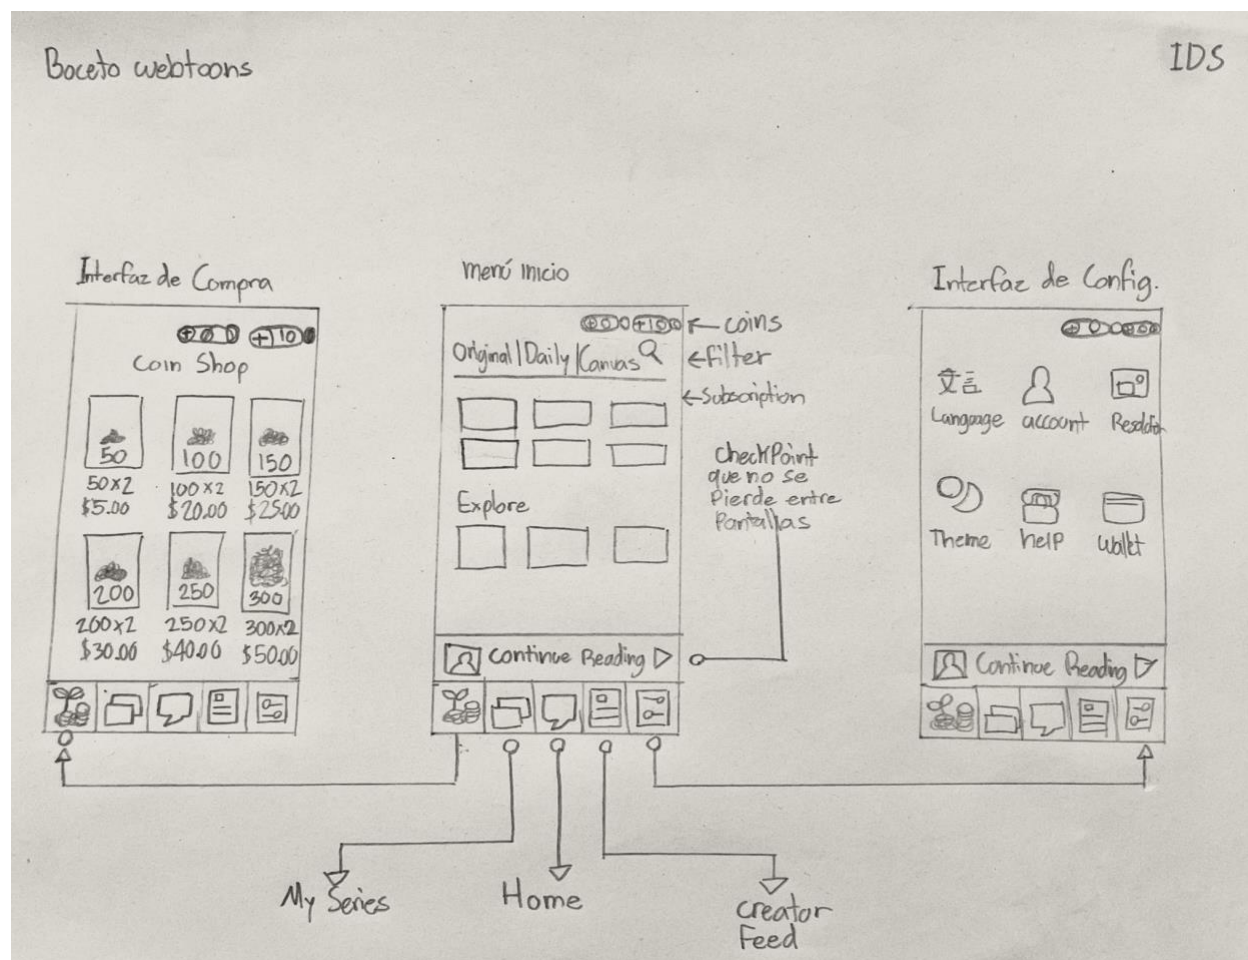 Boceto webtoons
IDS
Interfaz de Compra
+ 10
Coin Shop
50
100
150
50x2
100x2
150x2
$5.00
$20.00
$25.00
200
250
300
200x2
250x2
300x2
$30.00
$40.00
$50.00
menú inicio
coins
Original | Daily | Canvas
filter
Subscription
Explore
checkPoint
que no se
Pierde entre
Pantallas
Continue Reading
My Series
Home
Creator
Feed
Interfaz de Config.
Language
account
Theme
help
Wallet
Continue Reading